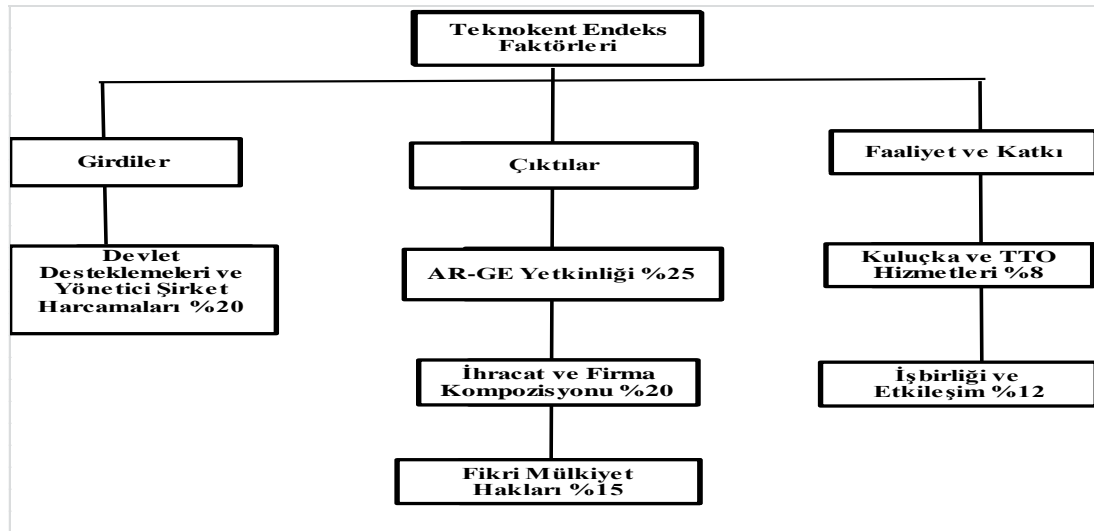 Teknokent Endeks
Faktörleri
Girdiler
Çıktılar
Faaliyet ve Katkı
Devlet
Desteklemeleri ve
Yönetici Şirket
Harcamaları %20
AR-GE Yetkinliği %25
Kuluçka ve TTO
Hizmetleri %8
İhracat ve Firma
Kompozisyonu %20
İşbirliği ve
Etkileşim %12
Fikri Mülkiyet
Hakları %15